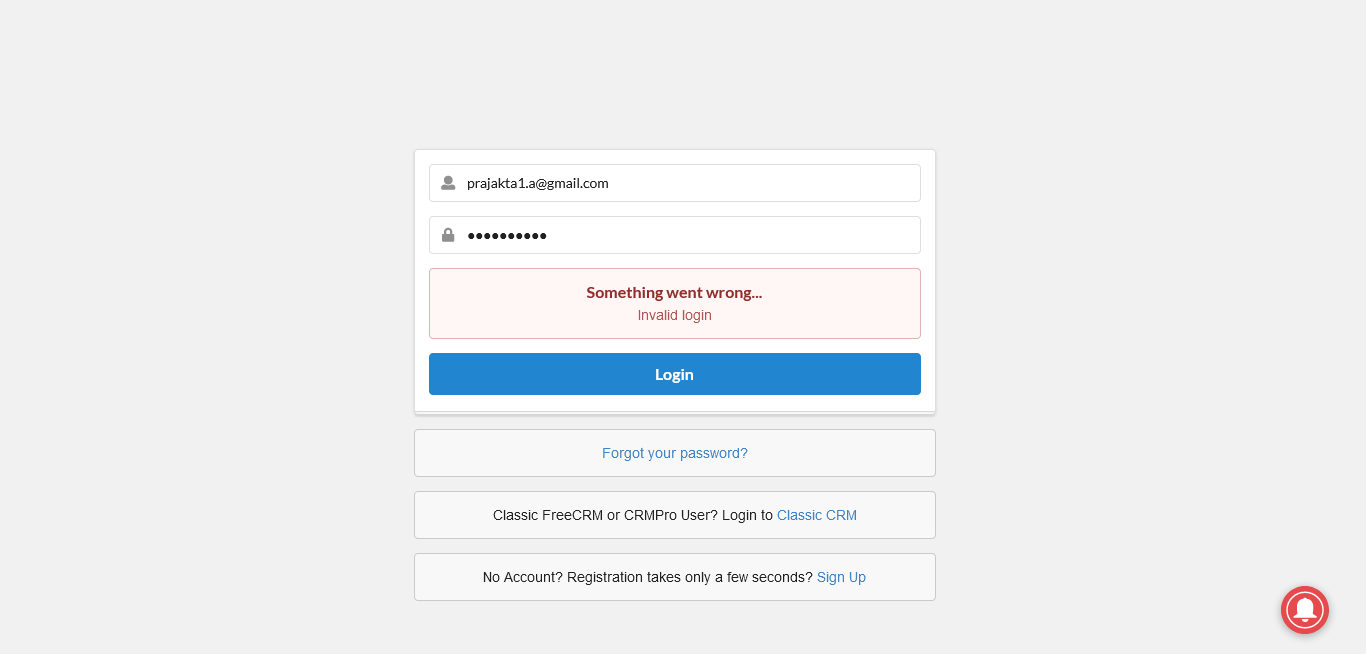 prajakta1.a@gmail.com
••••••••••
Something went wrong...
Invalid login
Login
Forgot your password?
Classic FreeCRM or CRMPro User? Login to Classic CRM
No Account? Registration takes only a few seconds? Sign Up